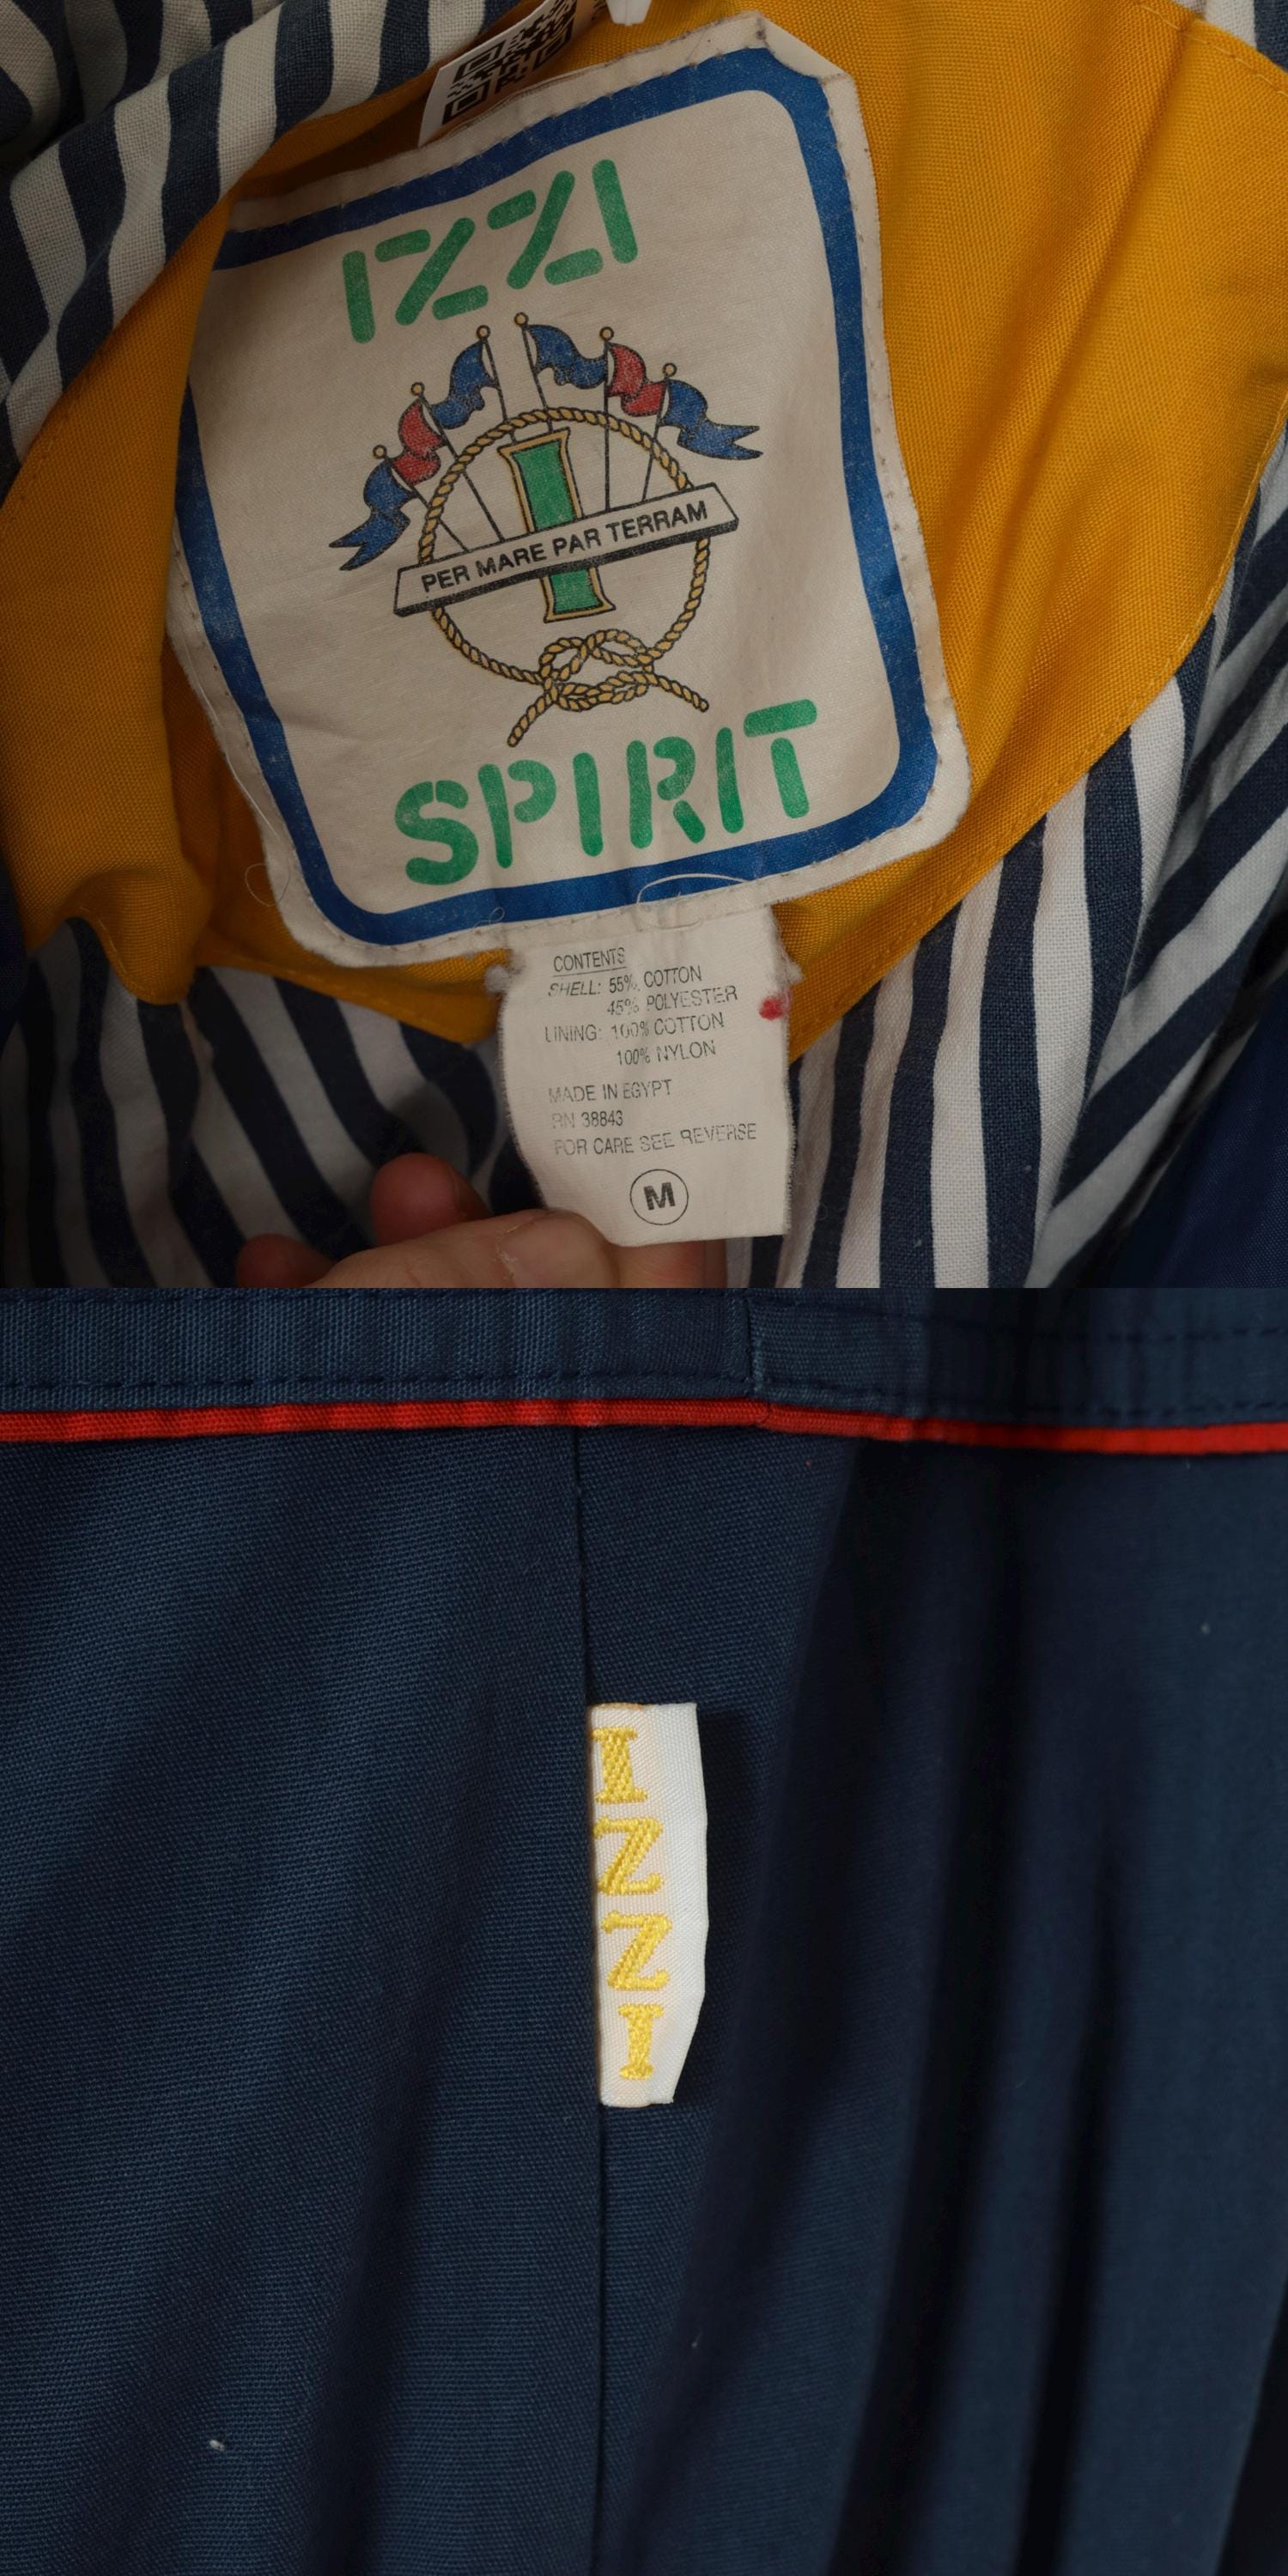 IZZI
PER MARE PAR TERRAM
SPIRIT
CONTENTS
SHELL: 55% COTTON
45% POLYESTER
LINING: 100% COTTON
100% NYLON
MADE IN EGYPT
RN 38843
FOR CARE SEE REVERSE
M
IZZI